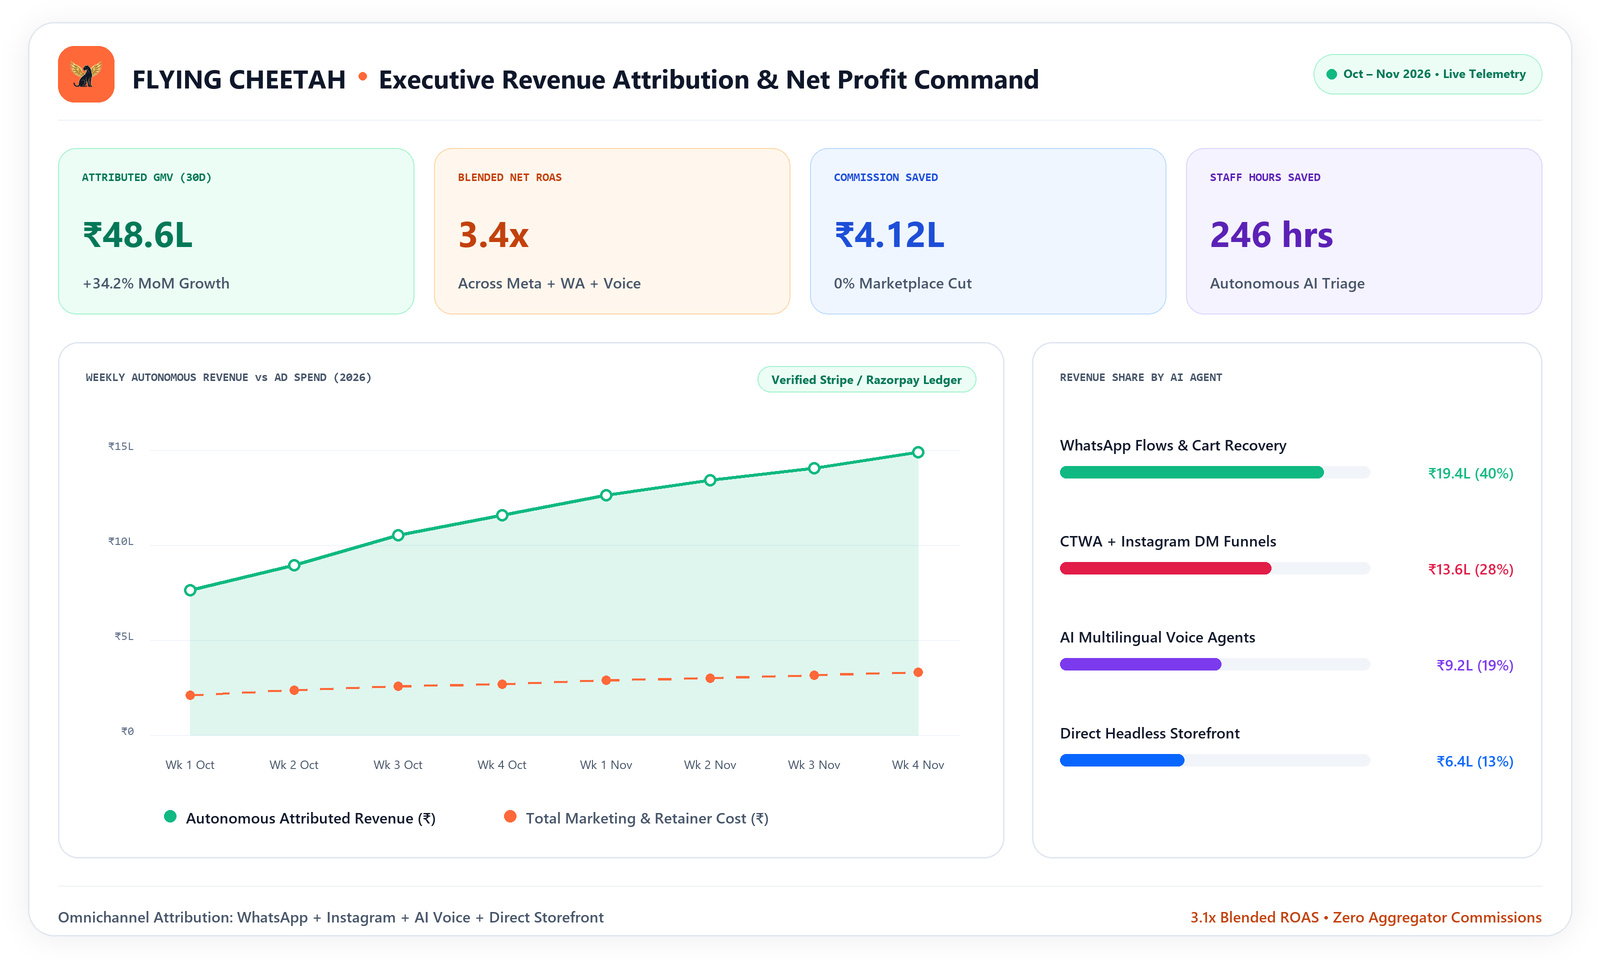 FLYING CHEETAH • Executive Revenue Attribution & Net Profit Command
Oct – Nov 2026 • Live Telemetry
ATTRIBUTED GMV (30D)
₹48.6L
+34.2% MoM Growth
BLENDED NET ROAS
3.4x
Across Meta + WA + Voice
COMMISSION SAVED
₹4.12L
0% Marketplace Cut
STAFF HOURS SAVED
246 hrs
Autonomous AI Triage
WEEKLY AUTONOMOUS REVENUE vs AD SPEND (2026)
Verified Stripe / Razorpay Ledger
₹15L
₹10L
₹5L
₹0
Wk 1 Oct
Wk 2 Oct
Wk 3 Oct
Wk 4 Oct
Wk 1 Nov
Wk 2 Nov
Wk 3 Nov
Wk 4 Nov
Autonomous Attributed Revenue (₹)
Total Marketing & Retainer Cost (₹)
REVENUE SHARE BY AI AGENT
WhatsApp Flows & Cart Recovery
₹19.4L (40%)
CTWA + Instagram DM Funnels
₹13.6L (28%)
AI Multilingual Voice Agents
₹9.2L (19%)
Direct Headless Storefront
₹6.4L (13%)
Omnichannel Attribution: WhatsApp + Instagram + AI Voice + Direct Storefront
3.1x Blended ROAS • Zero Aggregator Commissions